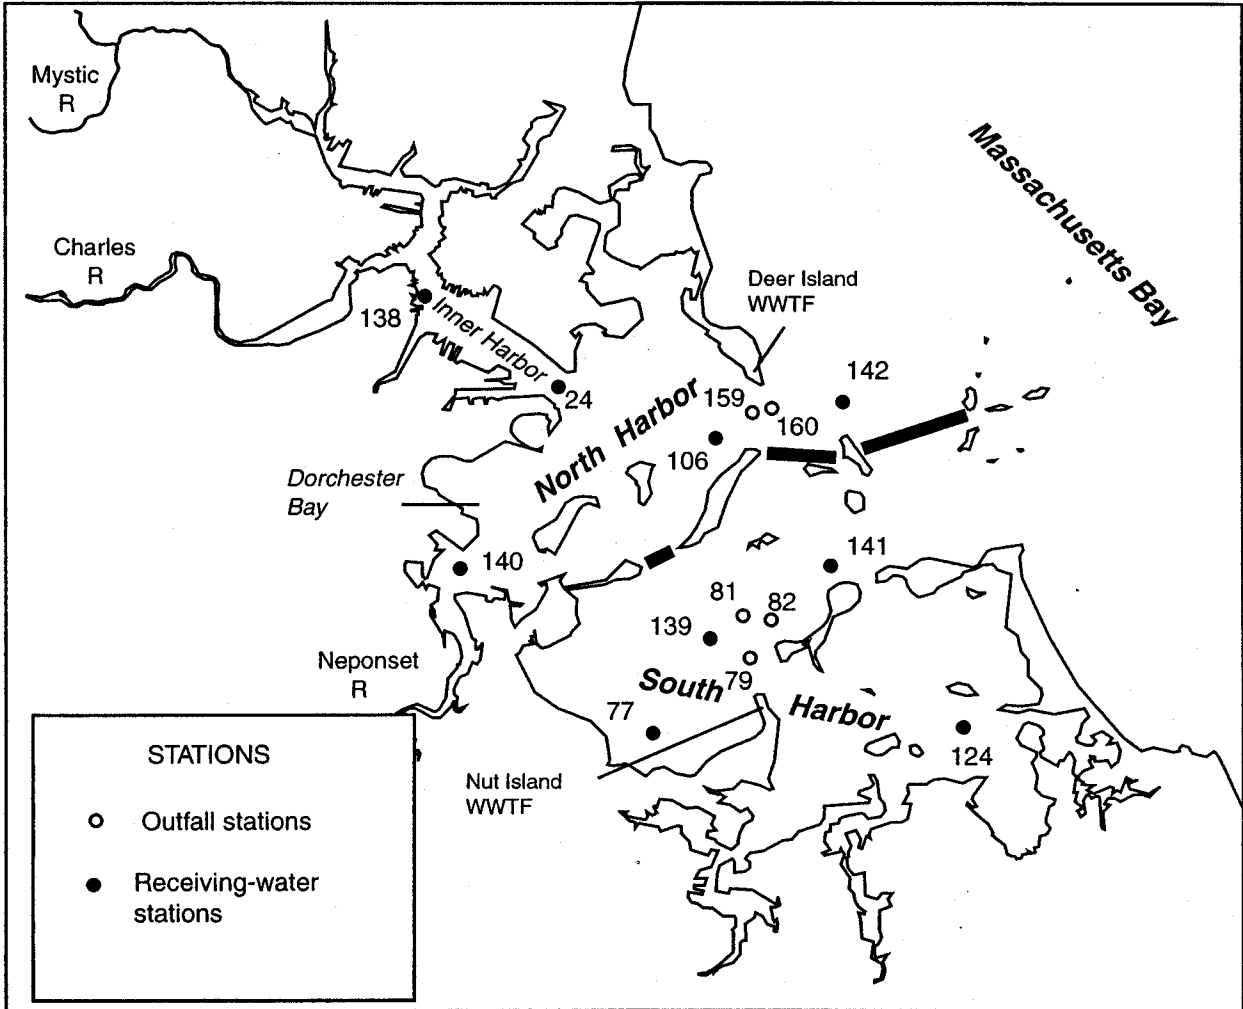 Mystic
R
Massachusetts Bay
Charles
R
Deer Island
WWTF
138
Inner Harbor
24
142
159
160
North Harbor
106
Dorchester
Bay
140
141
81
82
139
Neponset
R
79
South
Harbor
77
124
Nut Island
WWTF
STATIONS
Outfall stations
Receiving-water
stations